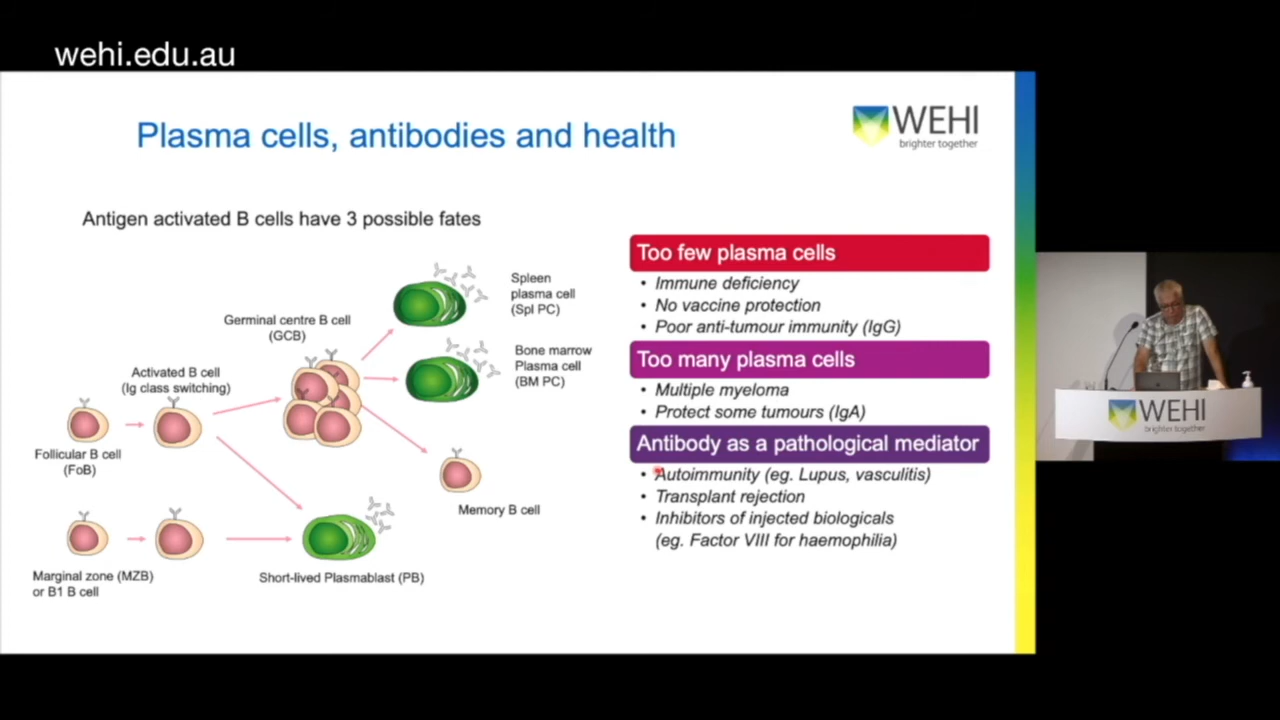 wehi.edu.au
Plasma cells, antibodies and health
WEHI
brighter together
Antigen activated B cells have 3 possible fates
Spleen
plasma cell
(Spl PC)
Germinal centre B cell
(GCB)
Bone marrow
Plasma cell
(BM PC)
Activated B cell
(Ig class switching)
Follicular B cell
(FoB)
Memory B cell
Marginal zone (MZB)
or B1 B cell
Short-lived Plasmablast (PB)
Too few plasma cells
• Immune deficiency
• No vaccine protection
• Poor anti-tumour immunity (IgG)
Too many plasma cells
• Multiple myeloma
• Protect some tumours (IgA)
Antibody as a pathological mediator
• Autoimmunity (eg. Lupus, vasculitis)
• Transplant rejection
• Inhibitors of injected biologicals
(eg. Factor VIII for haemophilia)
WEHI
brighter together